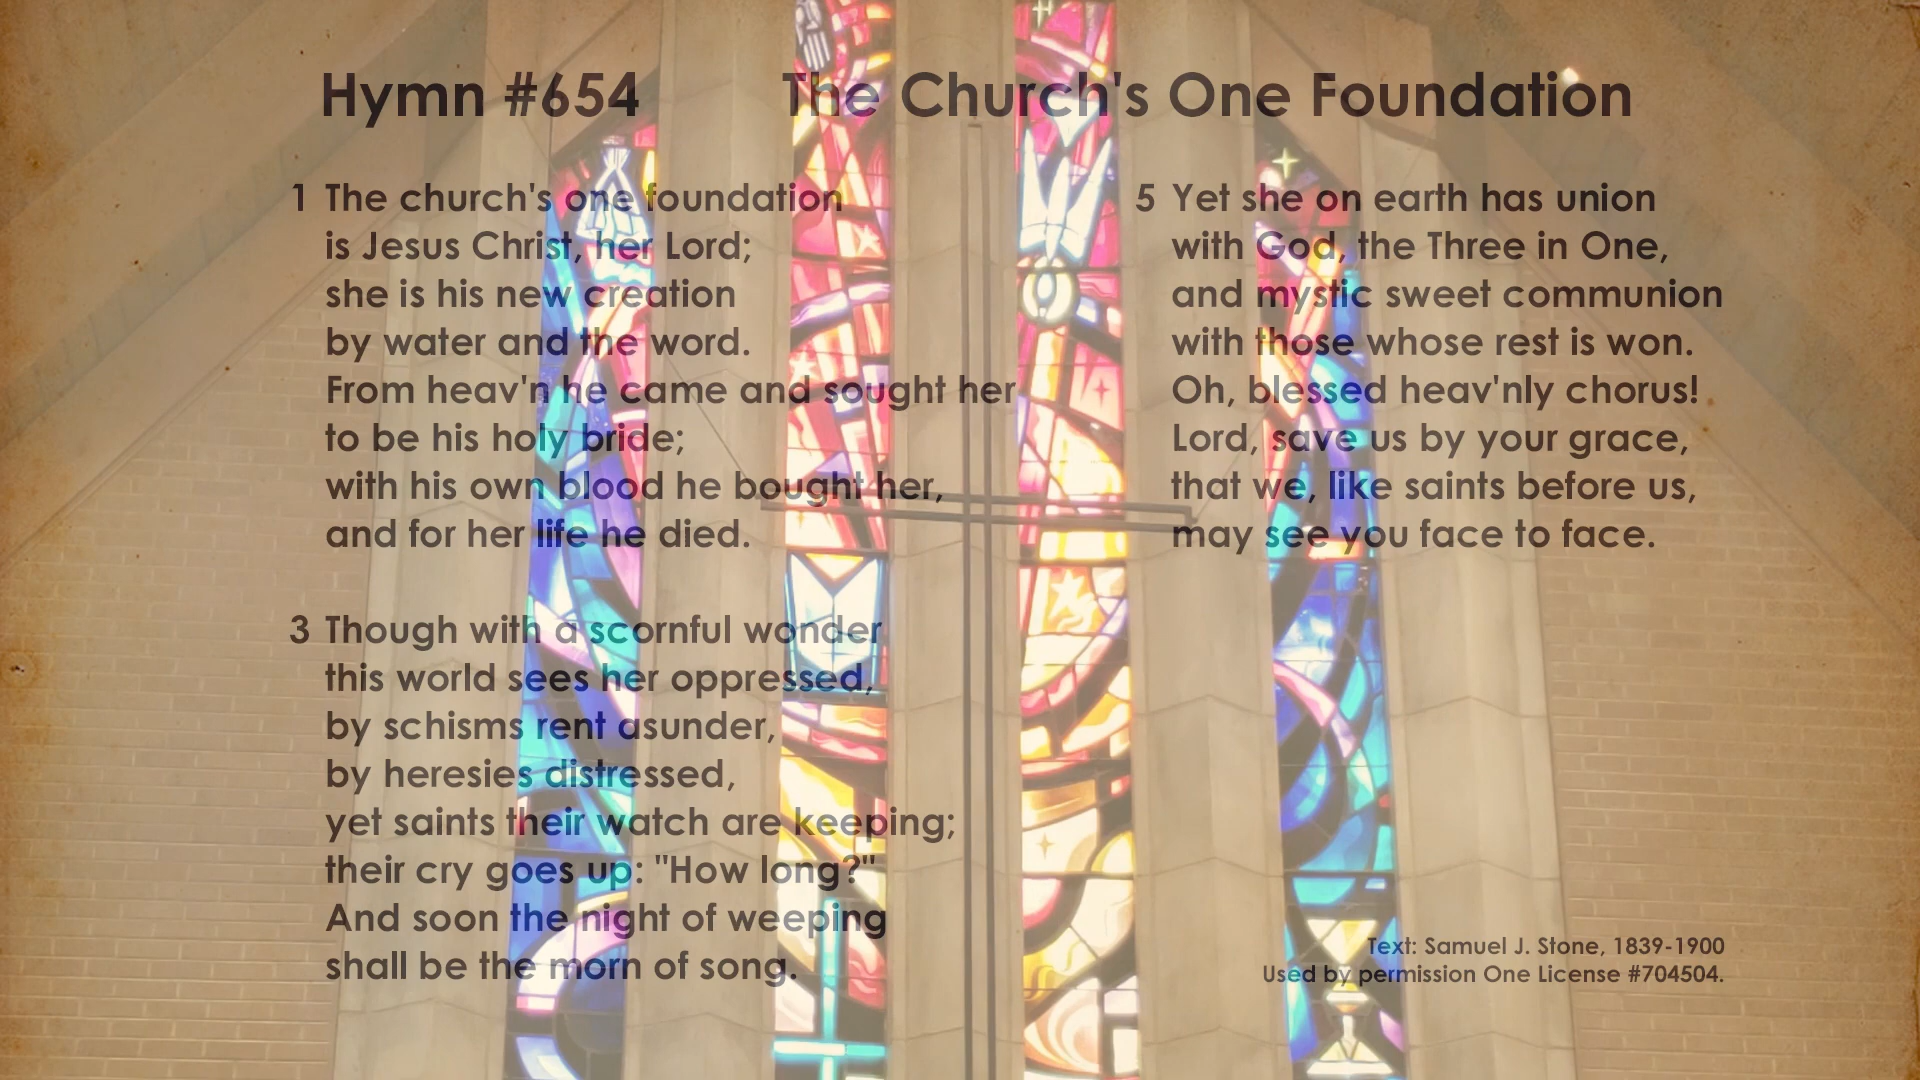 Hymn #654 The Church's One Foundation
1 The church's one foundation
is Jesus Christ, her Lord;
she is his new creation
by water and the word.
From heav'n he came and sought her
to be his holy bride;
with his own blood he bought her,
and for her life he died.
3 Though with a scornful wonder
this world sees her oppressed,
by schisms rent asunder,
by heresies distressed,
yet saints their watch are keeping;
their cry goes up: "How long?"
And soon the night of weeping
shall be the morn of song.
5 Yet she on earth has union
with God, the Three in One,
and mystic sweet communion
with those whose rest is won.
Oh, blessed heav'nly chorus!
Lord, save us by your grace,
that we, like saints before us,
may see you face to face.
Text: Samuel J. Stone, 1839-1900
Used by permission One License #704504.